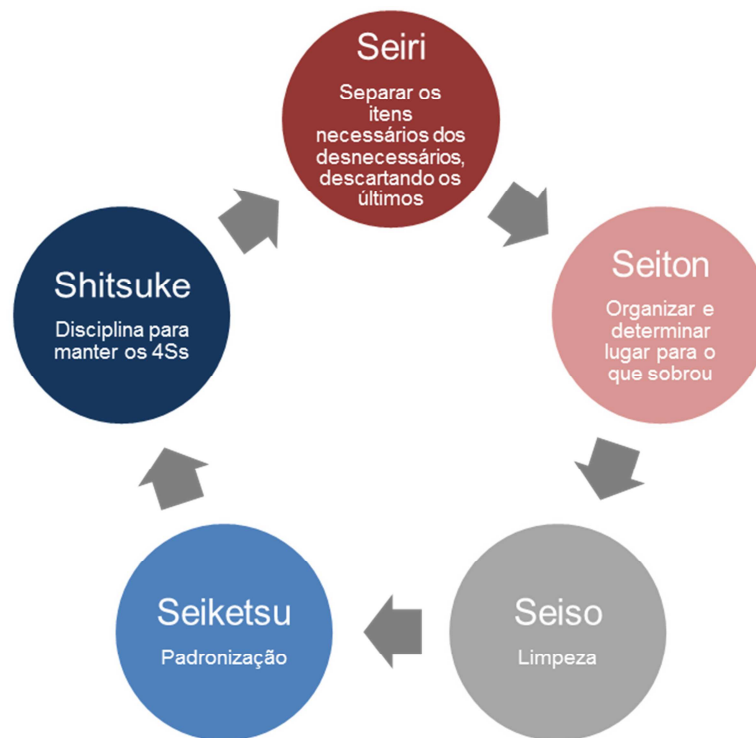 Seiri
Separar os
itens
necessários dos
desnecessários,
descartando os
últimos
Seiton
Organizar e
determinar
lugar para o
que sobrou
Seiso
Limpeza
Seiketsu
Padronização
Shitsuke
Disciplina para
manter os 4Ss